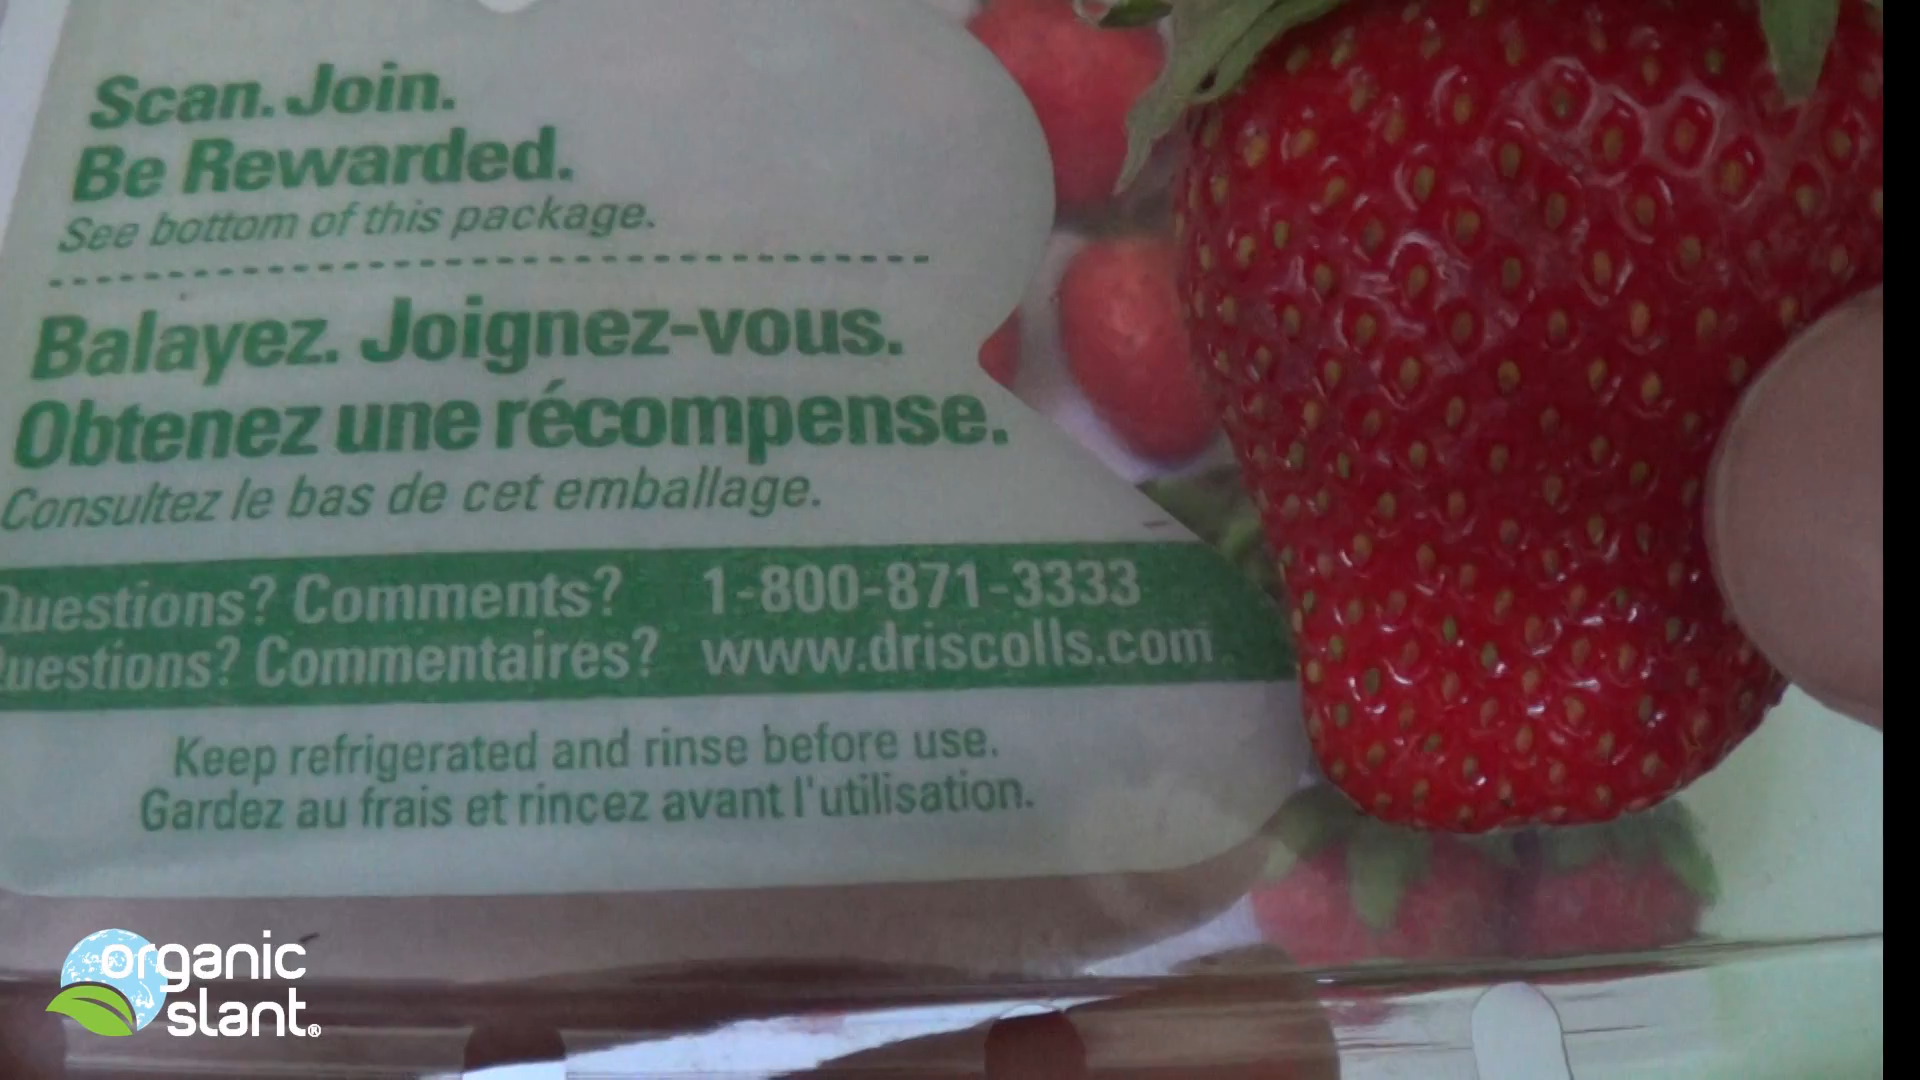 Scan. Join.
Be Rewarded.
See bottom of this package.
Balayez. Joignez-vous.
Obtenez une récompense.
Consultez le bas de cet emballage.
Questions? Comments? 1-800-871-3333
Questions? Commentaires? www.driscolls.com
Keep refrigerated and rinse before use.
Gardez au frais et rincez avant l'utilisation.
organic
slant®